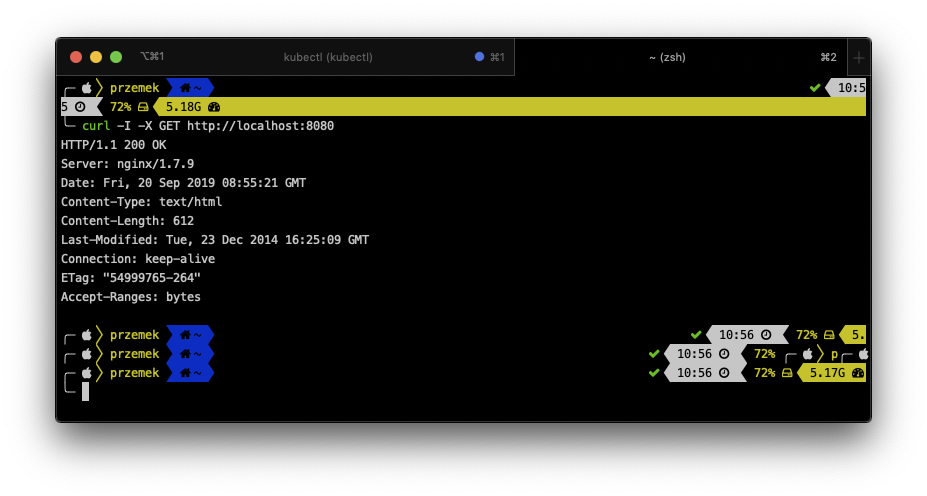 ⌥⌘1 kubectl (kubectl) ⌘1 ~ (zsh) ⌘2 +
przemek ~ ✔ 10:5
5 72% 5.18G
curl -I -X GET http://localhost:8080
HTTP/1.1 200 OK
Server: nginx/1.7.9
Date: Fri, 20 Sep 2019 08:55:21 GMT
Content-Type: text/html
Content-Length: 612
Last-Modified: Tue, 23 Dec 2014 16:25:09 GMT
Connection: keep-alive
ETag: "54999765-264"
Accept-Ranges: bytes
przemek ~ ✔ 10:56 72% 5.
przemek ~ ✔ 10:56 72% p
przemek ~ ✔ 10:56 72% 5.17G